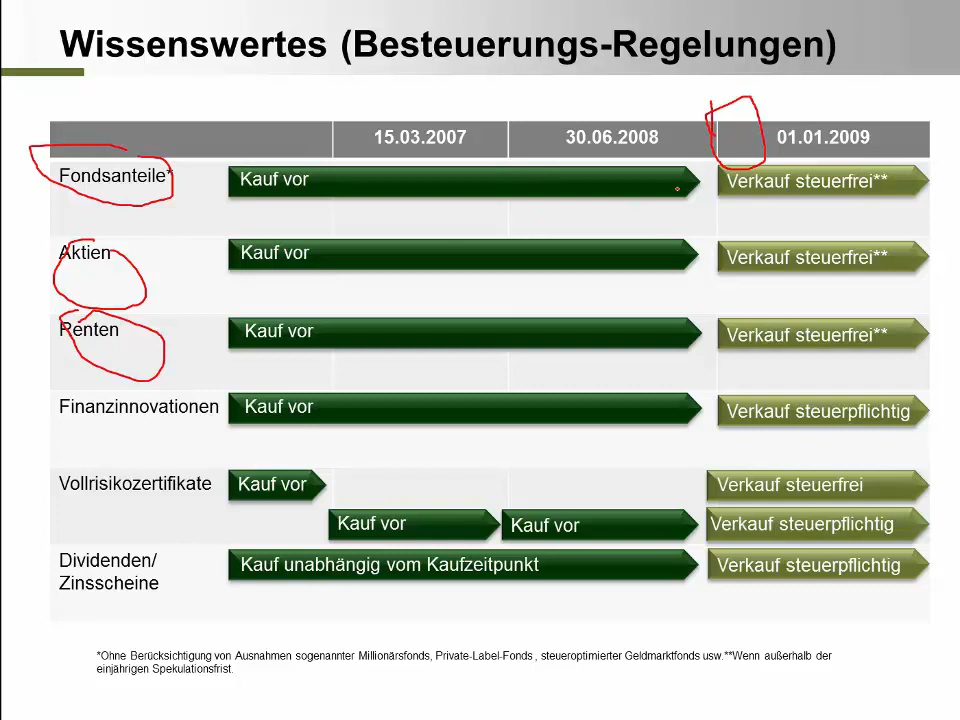 Wissenswertes (Besteuerungs-Regelungen)
15.03.2007 30.06.2008 01.01.2009
Fondsanteile* Kauf vor Verkauf steuerfrei**
Aktien Kauf vor Verkauf steuerfrei**
Renten Kauf vor Verkauf steuerfrei**
Finanzinnovationen Kauf vor Verkauf steuerpflichtig
Vollrisikozertifikate Kauf vor Verkauf steuerfrei
Kauf vor Kauf vor Verkauf steuerpflichtig
Dividenden/
Zinsscheine Kauf unabhängig vom Kaufzeitpunkt Verkauf steuerpflichtig
*Ohne Berücksichtigung von Ausnahmen sogenannter Millionärsfonds, Private-Label-Fonds , steueroptimierter Geldmarktfonds usw.**Wenn außerhalb der
einjährigen Spekulationsfrist.